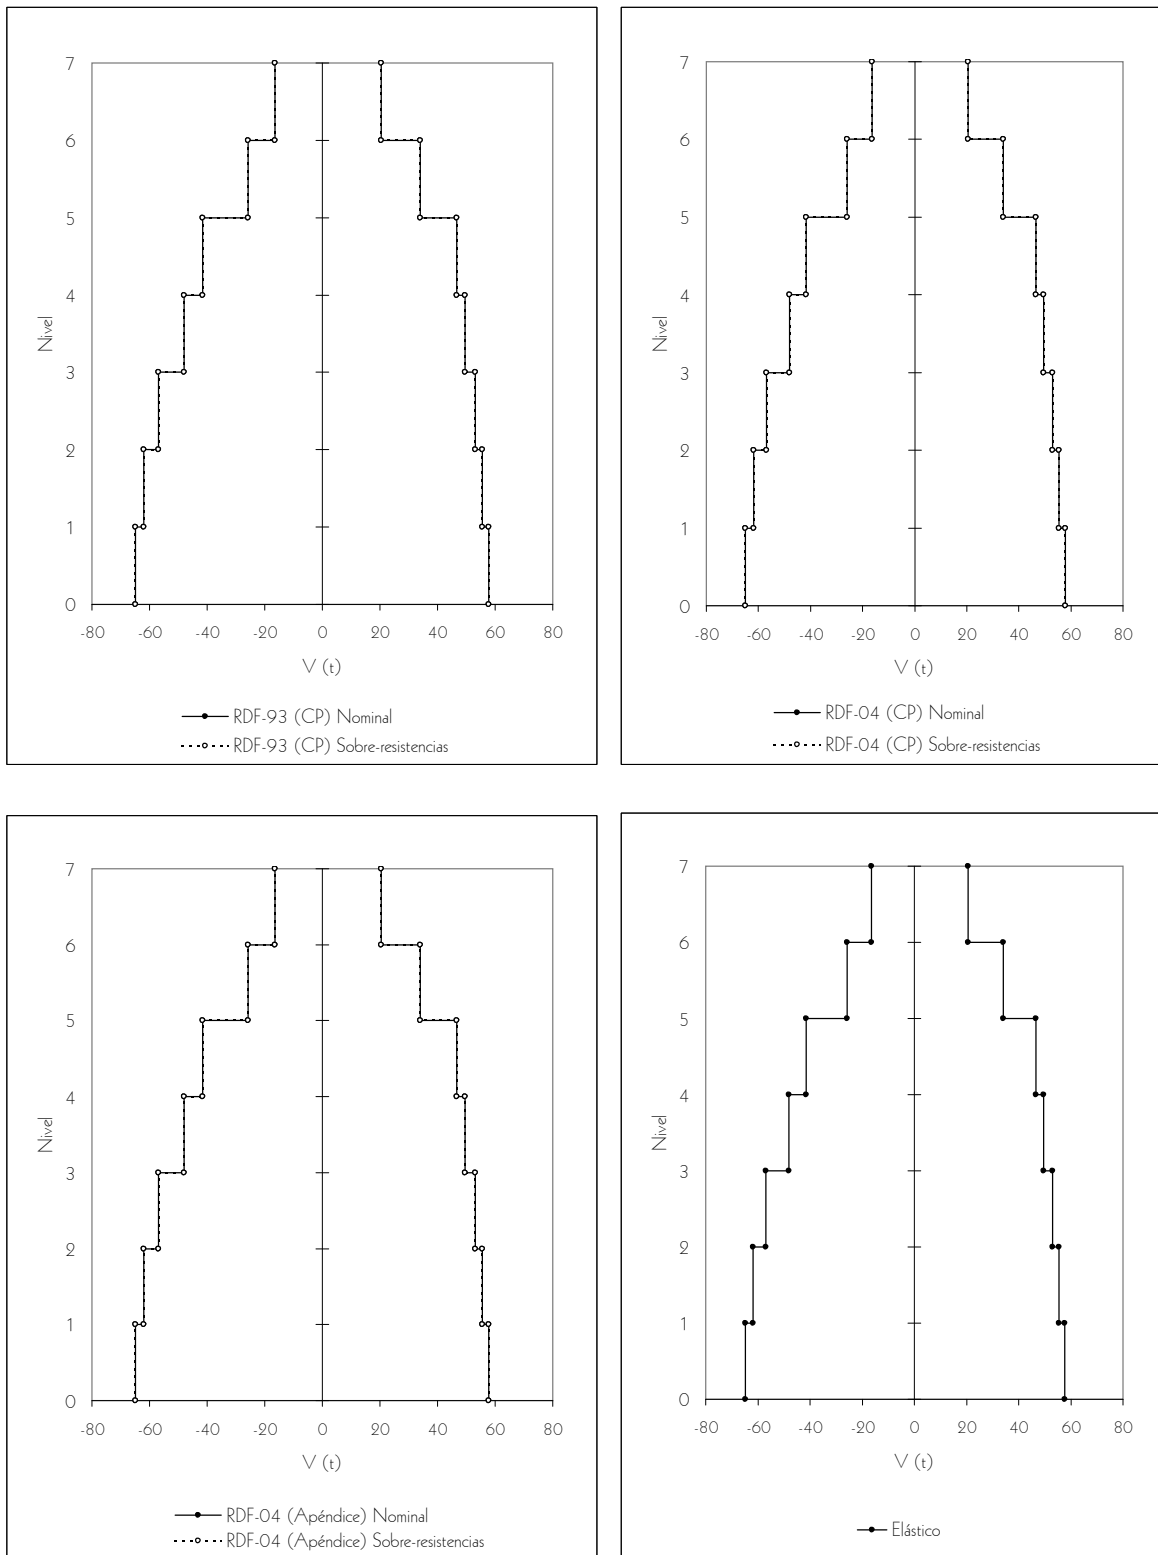 7
6
5
4
3
2
1
0
Nivel
-80 -60 -40 -20 0 20 40 60 80
V (t)
RDF-93 (CP) Nominal
RDF-93 (CP) Sobre-resistencias
7
6
5
4
3
2
1
0
Nivel
-80 -60 -40 -20 0 20 40 60 80
V (t)
RDF-04 (CP) Nominal
RDF-04 (CP) Sobre-resistencias
7
6
5
4
3
2
1
0
Nivel
-80 -60 -40 -20 0 20 40 60 80
V (t)
RDF-04 (Apéndice) Nominal
RDF-04 (Apéndice) Sobre-resistencias
7
6
5
4
3
2
1
0
Nivel
-80 -60 -40 -20 0 20 40 60 80
V (t)
Elástico